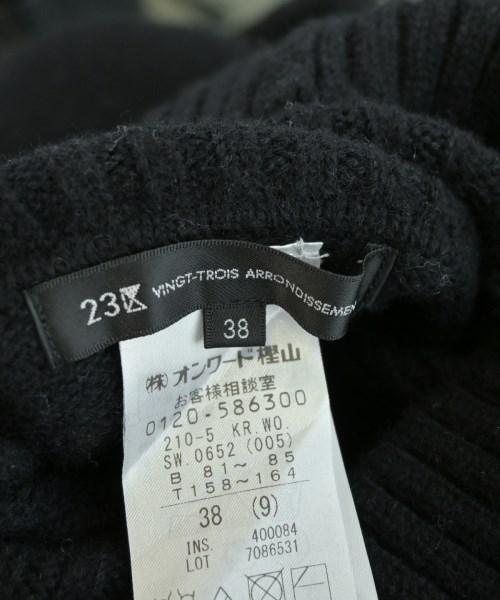 23区 VINGT-TROIS ARRONDISSEMEN
38
㈱オンワード樫山
お客様相談室
0120-586300
210-5 KR.WO.
SW.0652 (005)
B 81～ 85
T158～164
38 (9)
INS. 400084
LOT 7086531